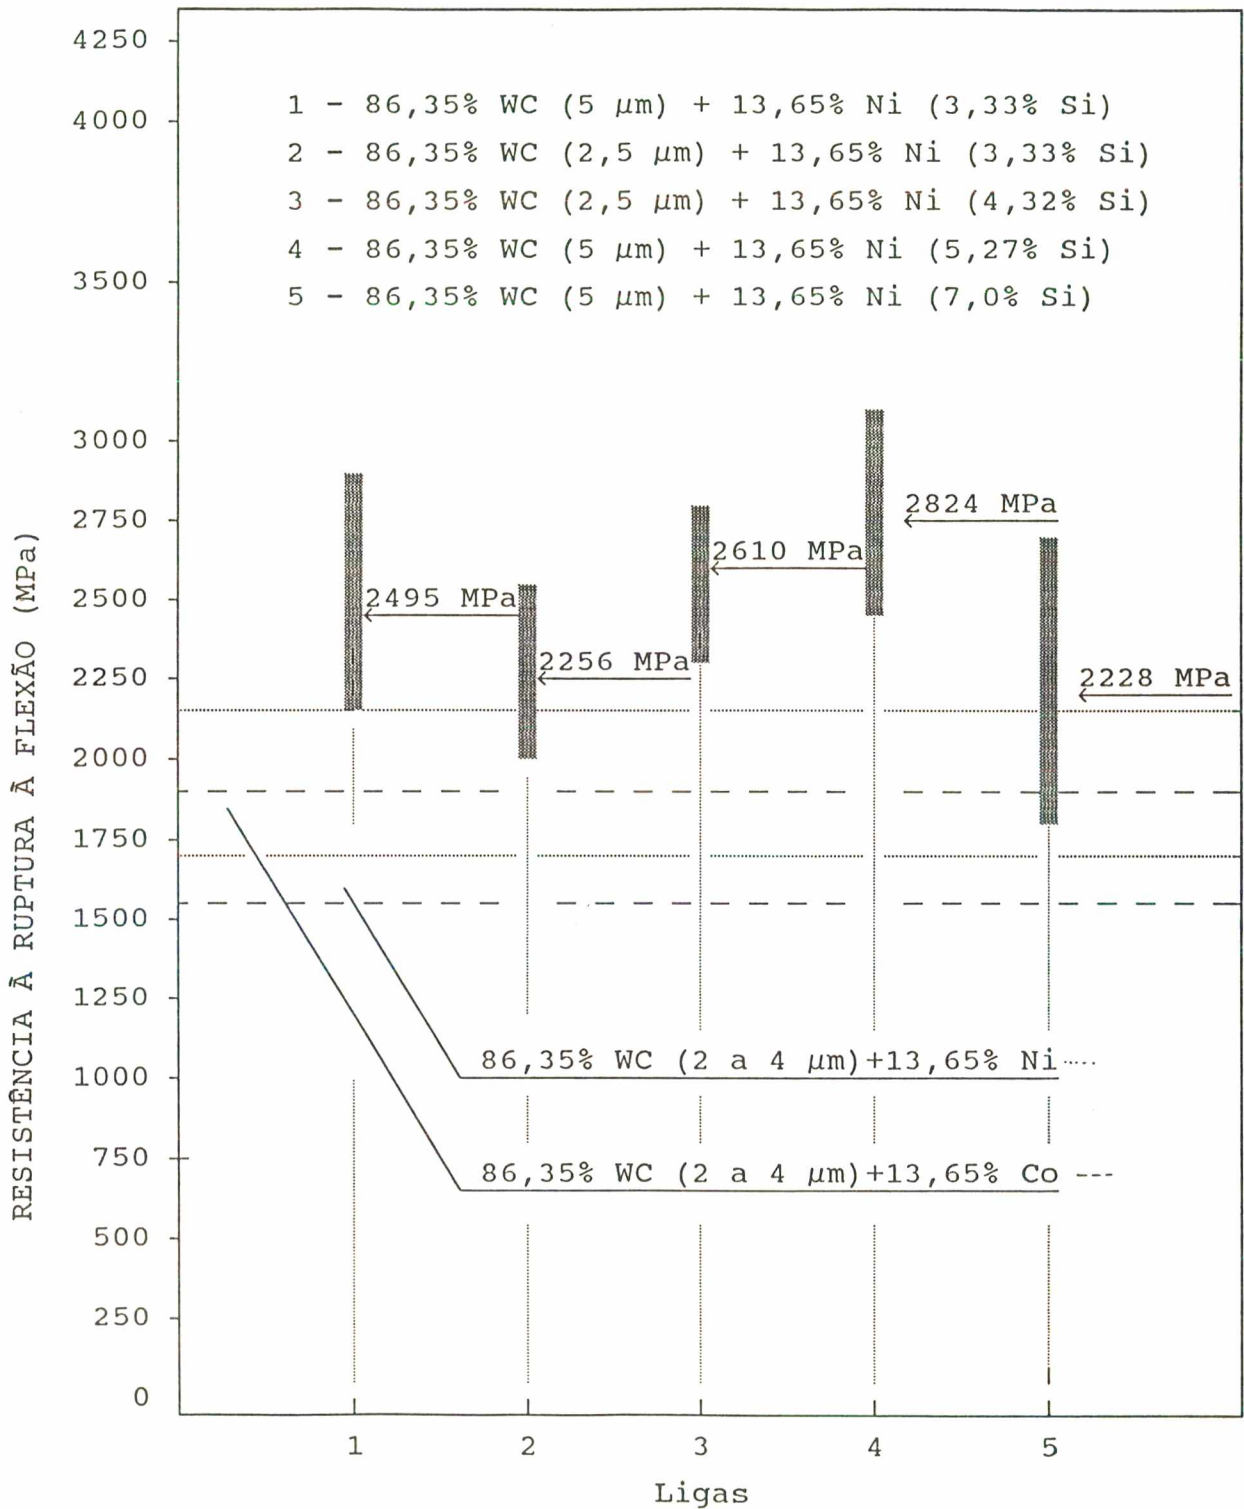 4250
4000
3500
3000
2750
2500
2250
2000
1750
1500
1250
1000
750
500
250
0
RESISTÊNCIA À RUPTURA À FLEXÃO (MPa)
1 - 86,35% WC (5 µm) + 13,65% Ni (3,33% Si)
2 - 86,35% WC (2,5 µm) + 13,65% Ni (3,33% Si)
3 - 86,35% WC (2,5 µm) + 13,65% Ni (4,32% Si)
4 - 86,35% WC (5 µm) + 13,65% Ni (5,27% Si)
5 - 86,35% WC (5 µm) + 13,65% Ni (7,0% Si)
2824 MPa
2610 MPa
2495 MPa
2256 MPa
2228 MPa
86,35% WC (2 a 4 µm)+13,65% Ni .....
86,35% WC (2 a 4 µm)+13,65% Co ---
1 2 3 4 5
Ligas